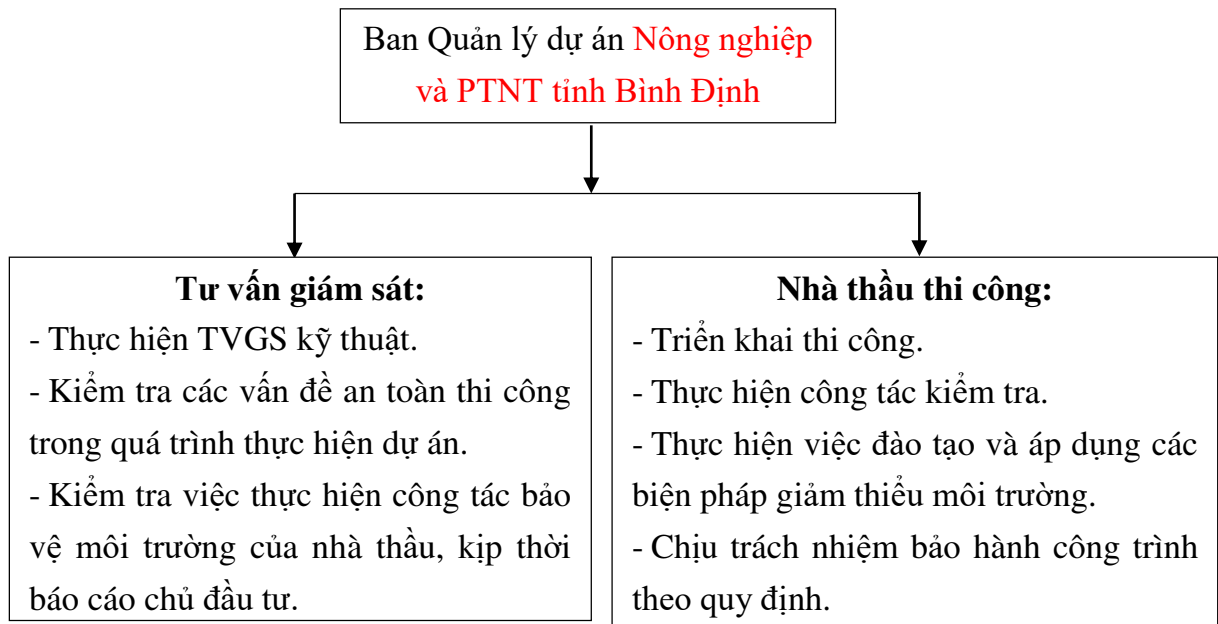 Ban Quản lý dự án Nông nghiệp
và PTNT tỉnh Bình Định
Tư vấn giám sát:
- Thực hiện TVGS kỹ thuật.
- Kiểm tra các vấn đề an toàn thi công
trong quá trình thực hiện dự án.
- Kiểm tra việc thực hiện công tác bảo
vệ môi trường của nhà thầu, kịp thời
báo cáo chủ đầu tư.
Nhà thầu thi công:
- Triển khai thi công.
- Thực hiện công tác kiểm tra.
- Thực hiện việc đào tạo và áp dụng các
biện pháp giảm thiểu môi trường.
- Chịu trách nhiệm bảo hành công trình
theo quy định.